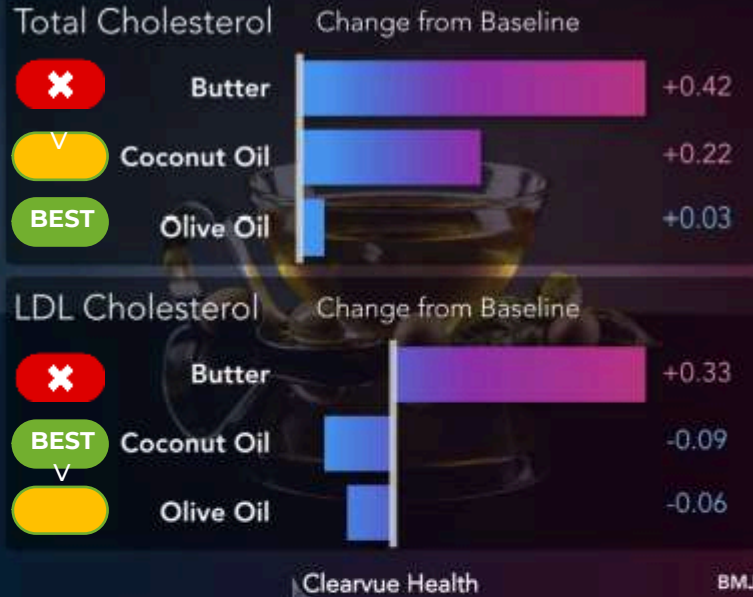 Total Cholesterol Change from Baseline
Butter +0.42
V
Coconut Oil +0.22
BEST Olive Oil +0.03
LDL Cholesterol Change from Baseline
Butter +0.33
BEST Coconut Oil -0.09
V
Olive Oil -0.06
Clearvue Health BM